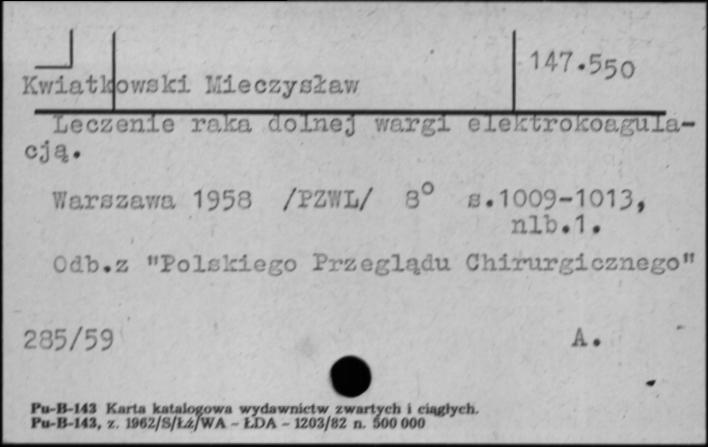 147.550
Kwiatkowski Mieczysław
Leczenie raka dolnej wargi elektrokoagula-
cją.
Warszawa 1958 /PZWL/ 8° s.1009-1013,
nlb.1.
Odb.z "Polskiego Przeglądu Chirurgicznego"
285/59 A.
Pu-B-143 Karta katalogowa wydawnictw zwartych i ciągłych.
Pu-B-143, z. 1962/S/Łż/WA - ŁDA - 1203/82 n. 500 000